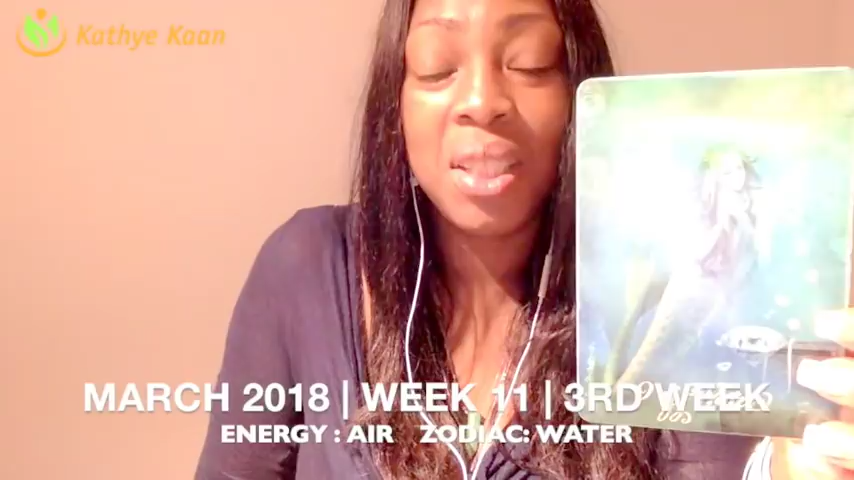 Kathye Kaan
MARCH 2018 | WEEK 11 | 3RD WEEK
ENERGY : AIR ZODIAC: WATER